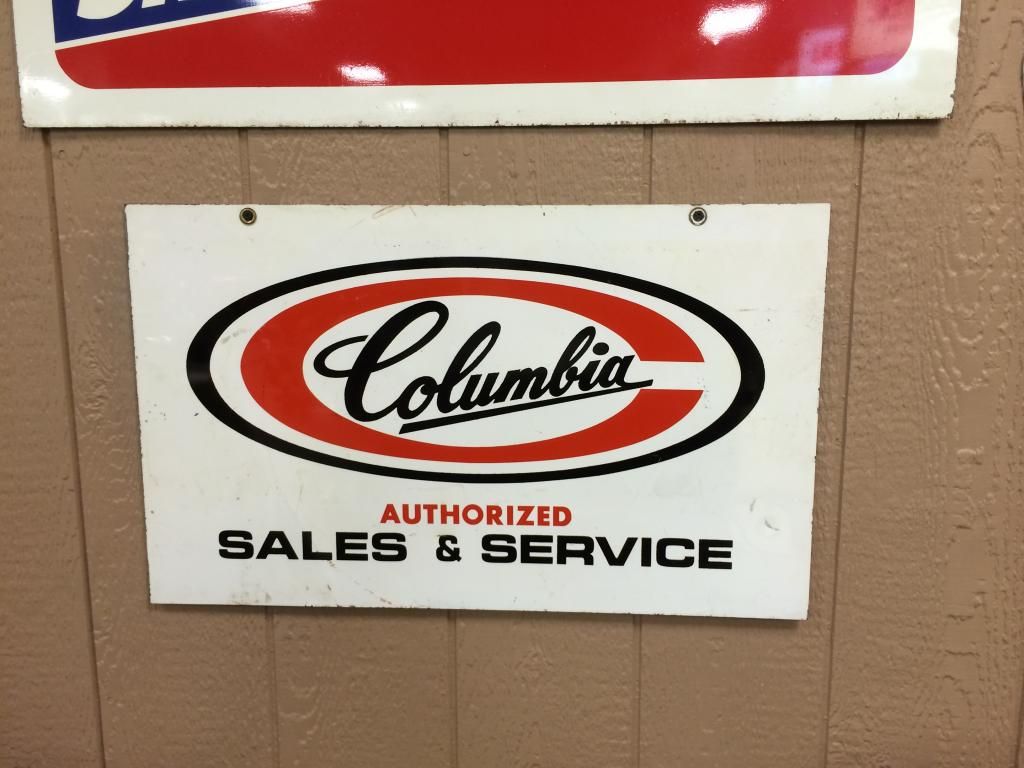 Columbia
AUTHORIZED
SALES & SERVICE